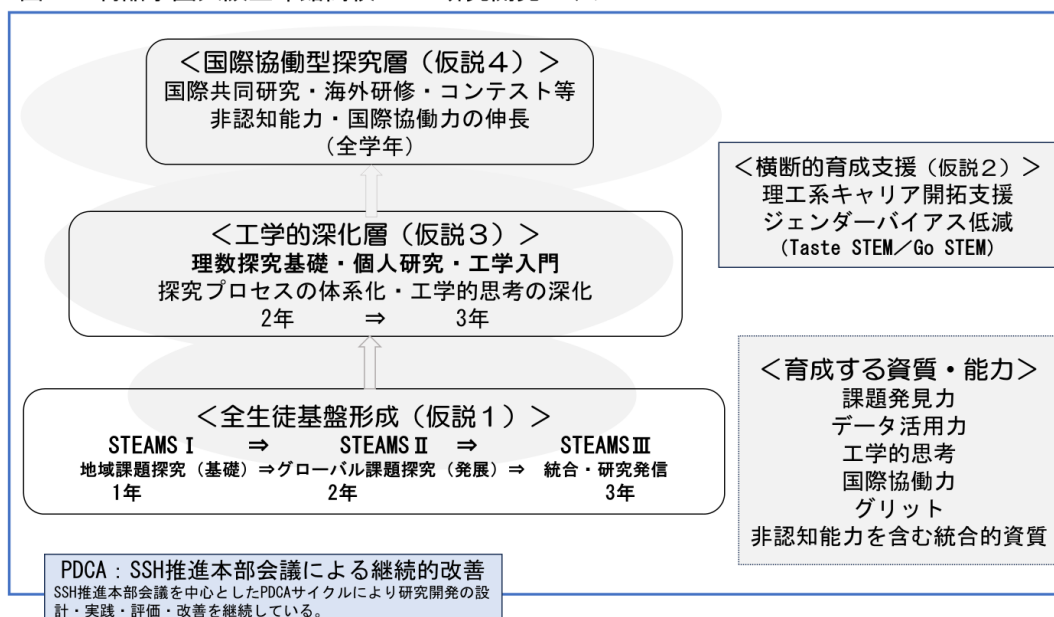 ＜国際協働型探究層（仮説４）＞
国際共同研究・海外研修・コンテスト等
非認知能力・国際協働力の伸長
（全学年）
＜横断的育成支援（仮説２）＞
理工系キャリア開拓支援
ジェンダーバイアス低減
（Taste STEM／Go STEM）
＜工学的深化層（仮説３）＞
理数探究基礎・個人研究・工学入門
探究プロセスの体系化・工学的思考の深化
2年　⇒　3年
＜全生徒基盤形成（仮説１）＞
STEAMSⅠ　⇒　STEAMSⅡ　⇒　STEAMSⅢ
地域課題探究（基礎）⇒グローバル課題探究（発展）⇒　統合・研究発信
1年　2年　3年
＜育成する資質・能力＞
課題発見力
データ活用力
工学的思考
国際協働力
グリット
非認知能力を含む統合的資質
PDCA：SSH推進本部会議による継続的改善
SSH推進本部会議を中心としたPDCAサイクルにより研究開発の設
計・実践・評価・改善を継続している。